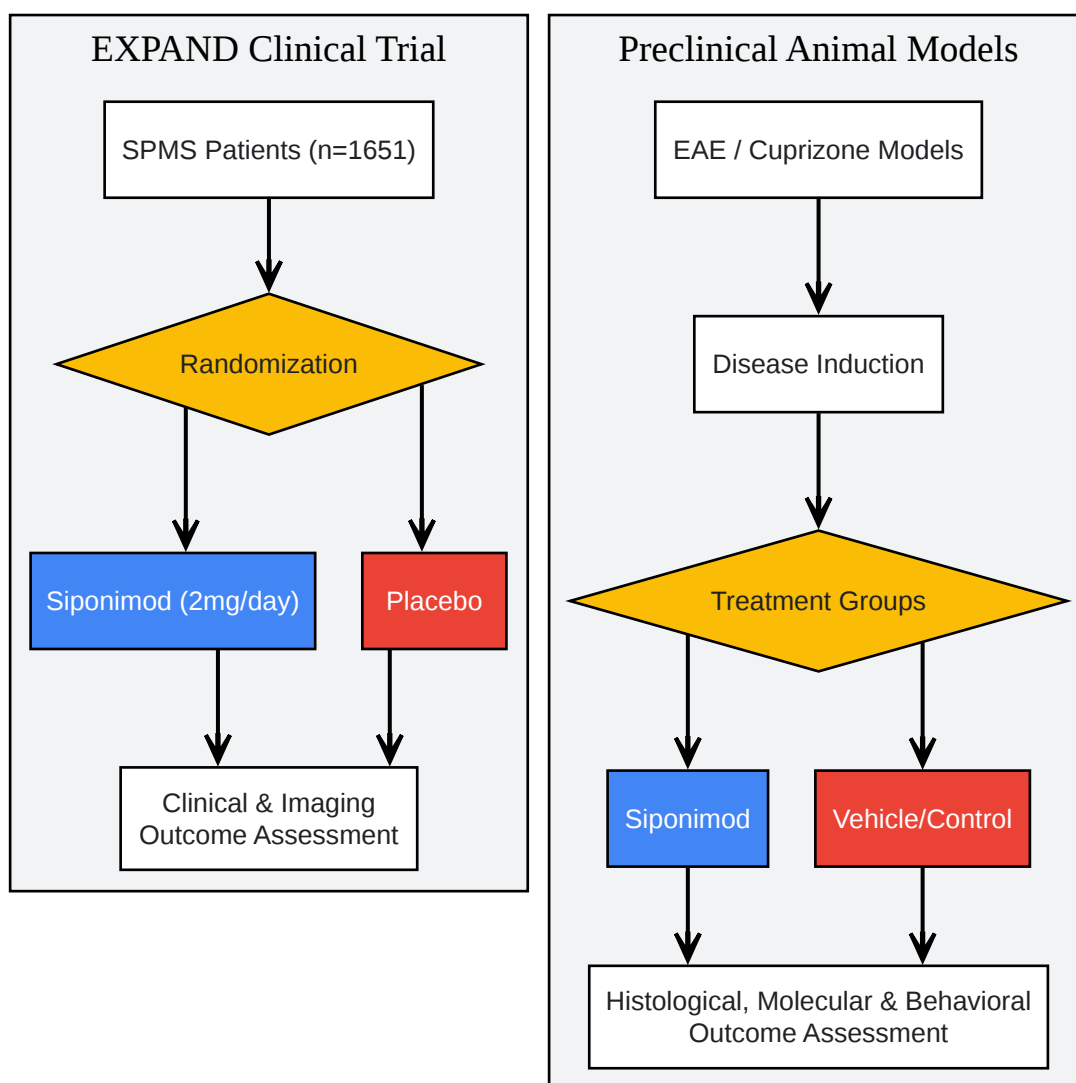 EXPAND Clinical Trial
SPMS Patients (n=1651)
Randomization
Siponimod (2mg/day)
Placebo
Clinical & Imaging
Outcome Assessment
Preclinical Animal Models
EAE / Cuprizone Models
Disease Induction
Treatment Groups
Siponimod
Vehicle/Control
Histological, Molecular & Behavioral
Outcome Assessment